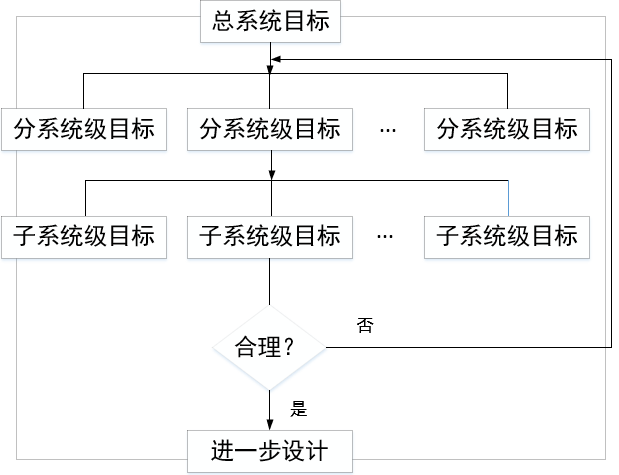 总系统目标
分系统级目标 分系统级目标 ... 分系统级目标
子系统级目标 子系统级目标 ... 子系统级目标
否
合理?
是
进一步设计